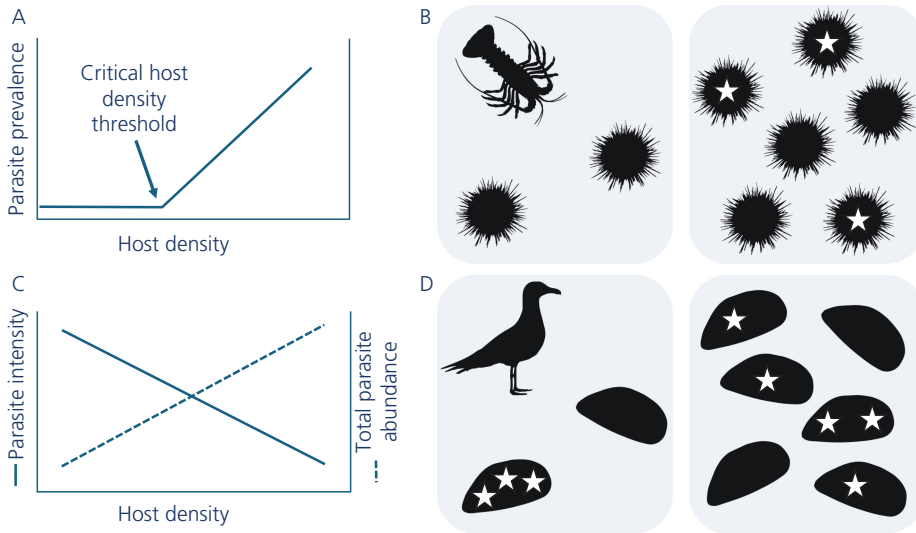 A
Parasite prevalence
Critical host
density
threshold
Host density
B
C
Parasite intensity
Total parasite
abundance
Host density
D